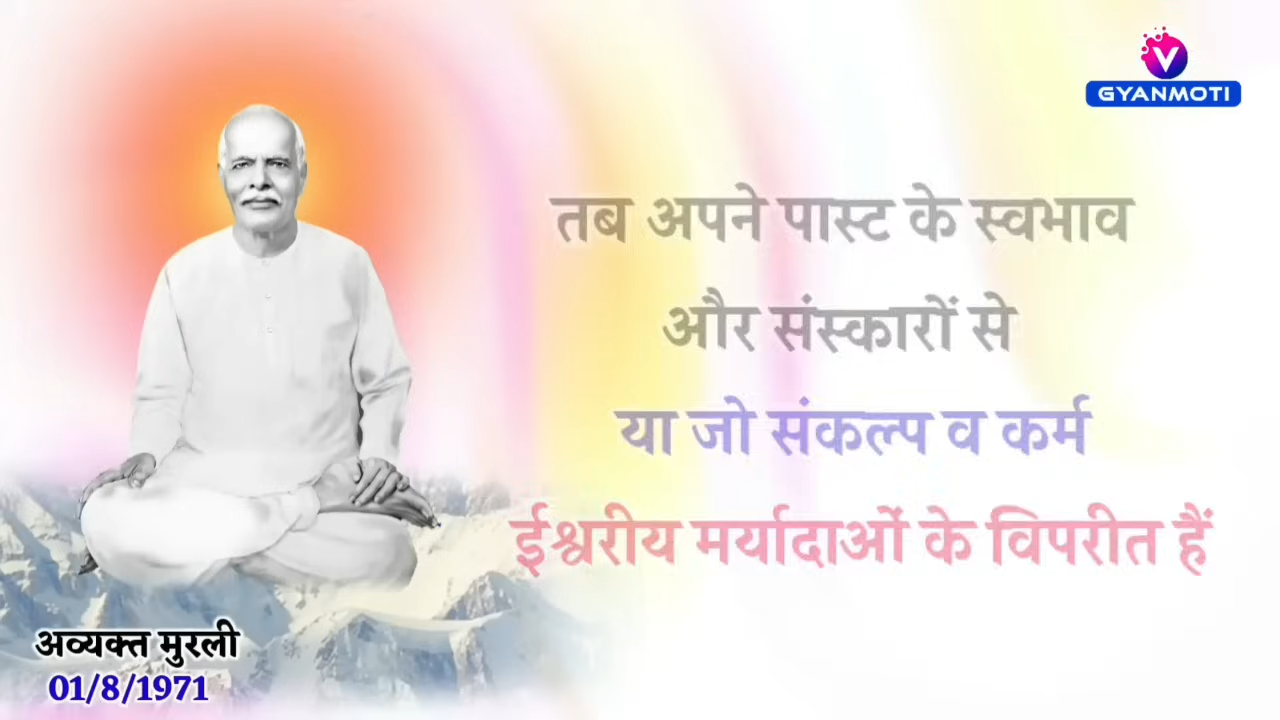 V
GYANMOTI
तब अपने पास्ट के स्वभाव
और संस्कारों से
या जो संकल्प व कर्म
ईश्वरीय मर्यादाओं के विपरीत हैं
अव्यक्त मुरली
01/8/1971